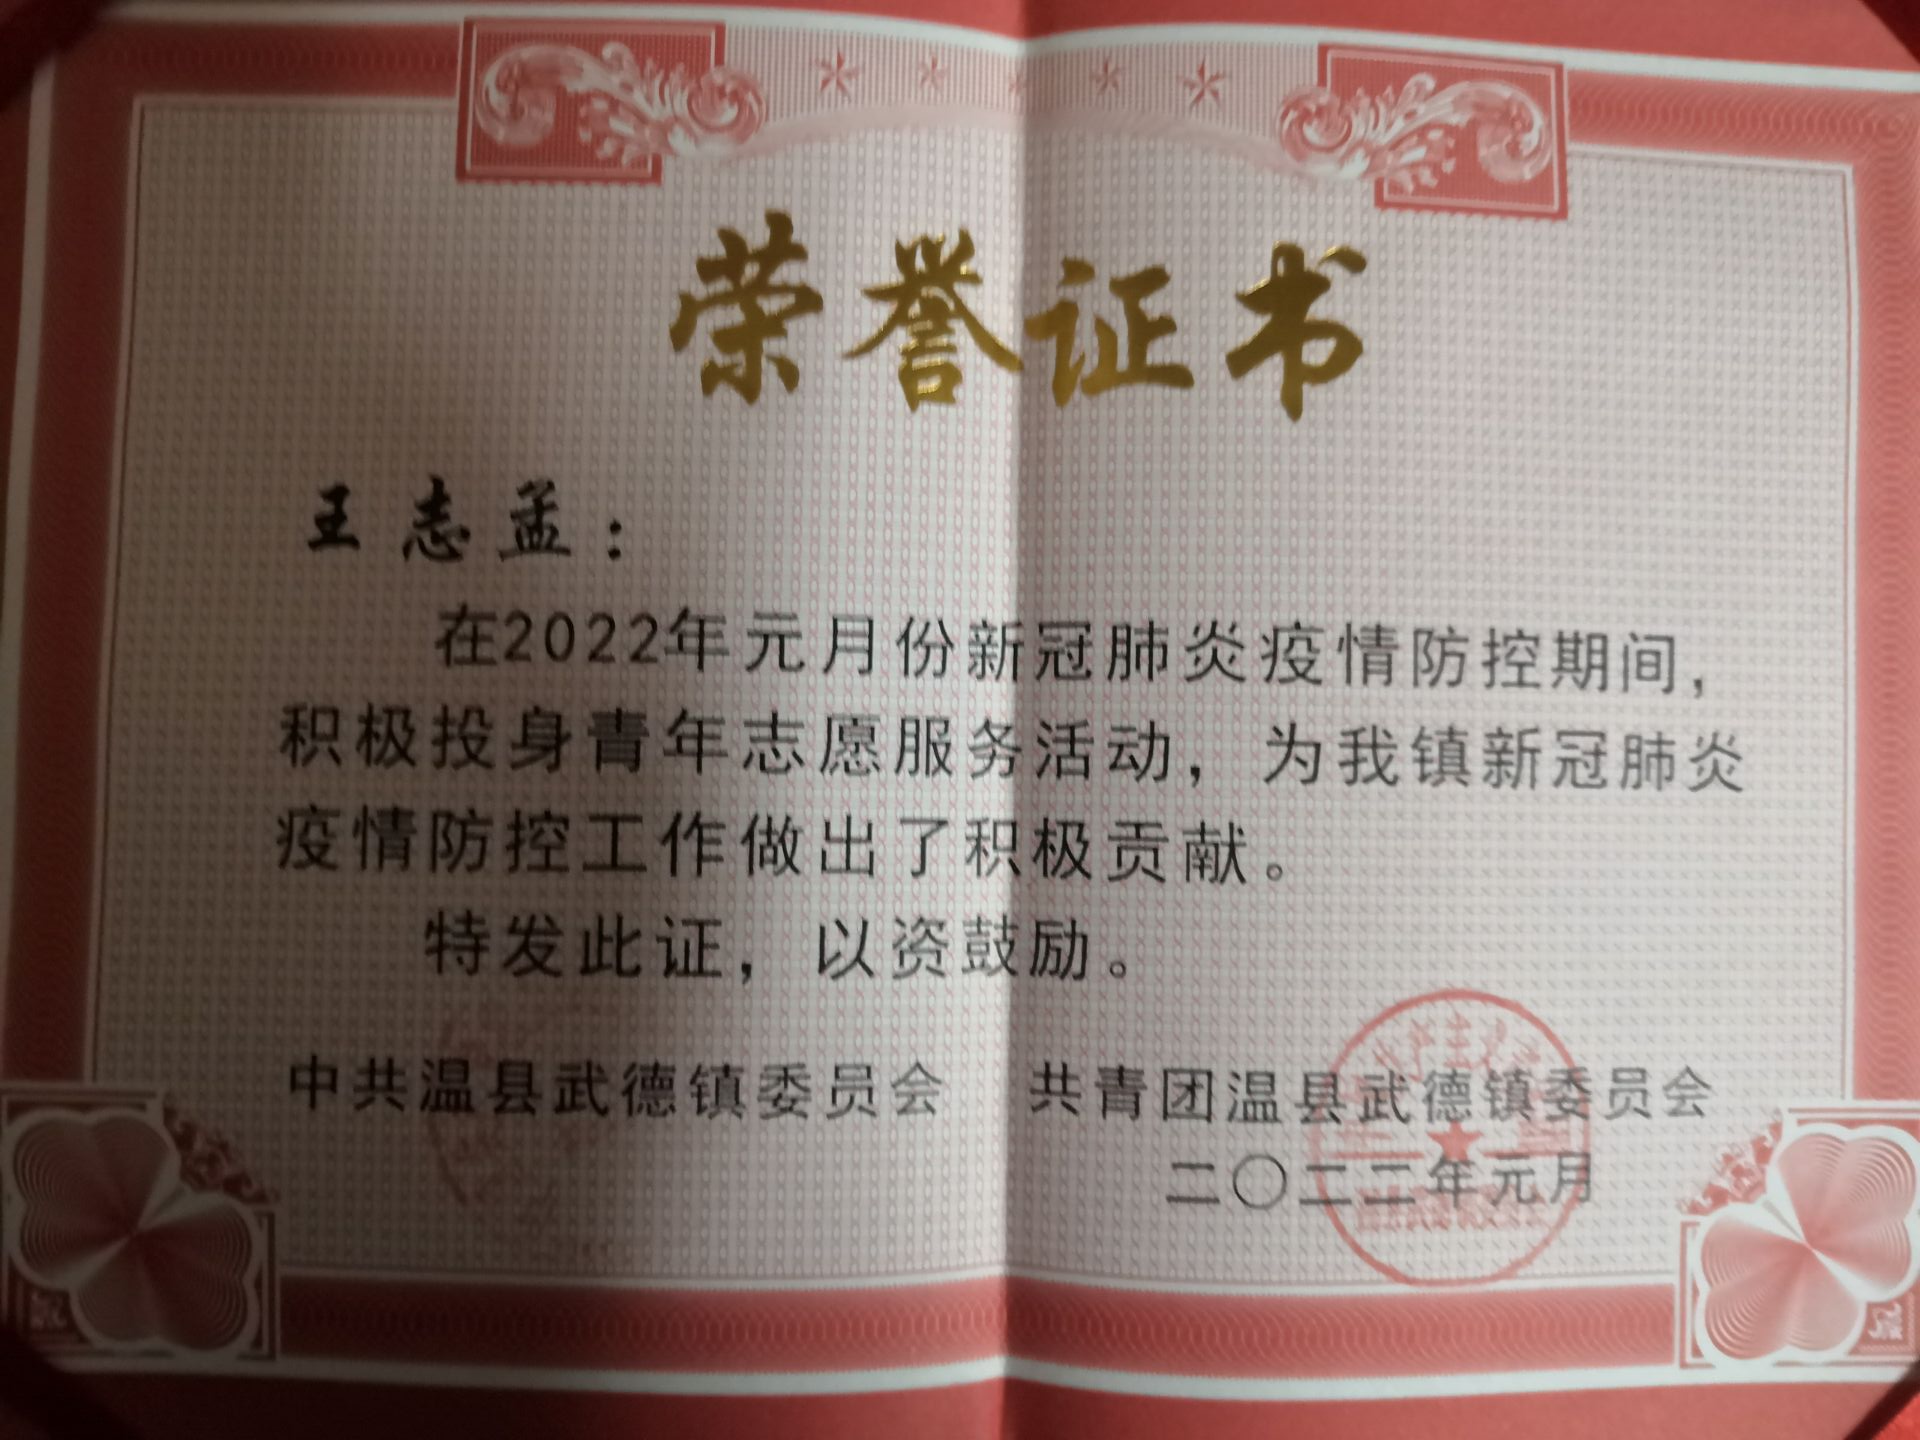 荣誉证书
王志孟：
在2022年元月份新冠肺炎疫情防控期间，
积极投身青年志愿服务活动，为我镇新冠肺炎
疫情防控工作做出了积极贡献。
特发此证，以资鼓励。
中共温县武德镇委员会 共青团温县武德镇委员会
二〇二二年元月